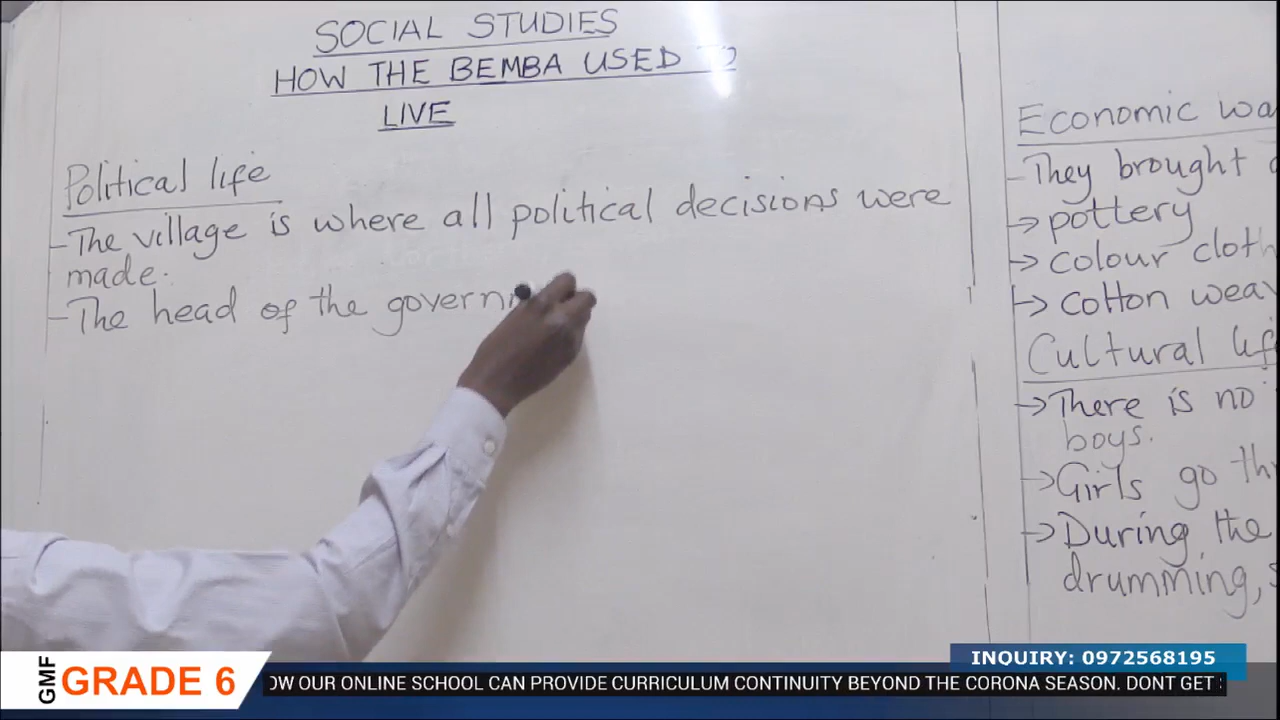 SOCIAL STUDIES
HOW THE BEMBA USED TO
LIVE
Political life
- The village is where all political decisions were
made.
- The head of the govern
Economic wa
- They brought
→ pottery
→ colour cloth
→ cotton weav
Cultural lif
→ There is no
boys.
→ Girls go th
→ During the
drumming,
INQUIRY: 0972568195
GMF GRADE 6
OW OUR ONLINE SCHOOL CAN PROVIDE CURRICULUM CONTINUITY BEYOND THE CORONA SEASON. DONT GET